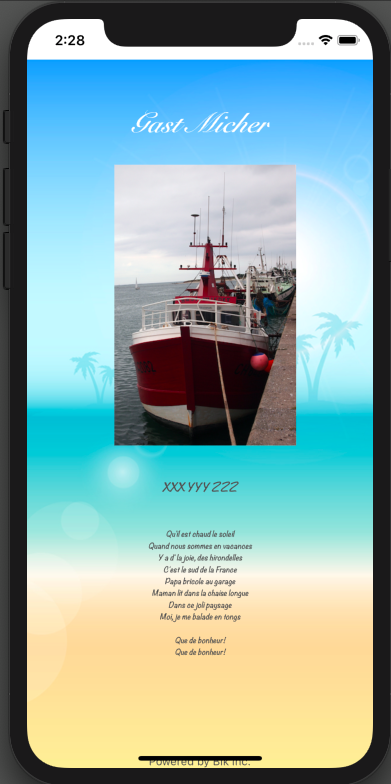 2:28
Gast Micher
XXX YYY ZZZ
Qu'il est chaud le soleil
Quand nous sommes en vacances
Y a d'la joie, des hirondelles
C'est le sud de la France
Papa bricole au garage
Maman lit dans la chaise longue
Dans ce joli paysage
Moi, je me balade en tongs
Que de bonheur!
Que de bonheur!
Powered by Bik Inc.